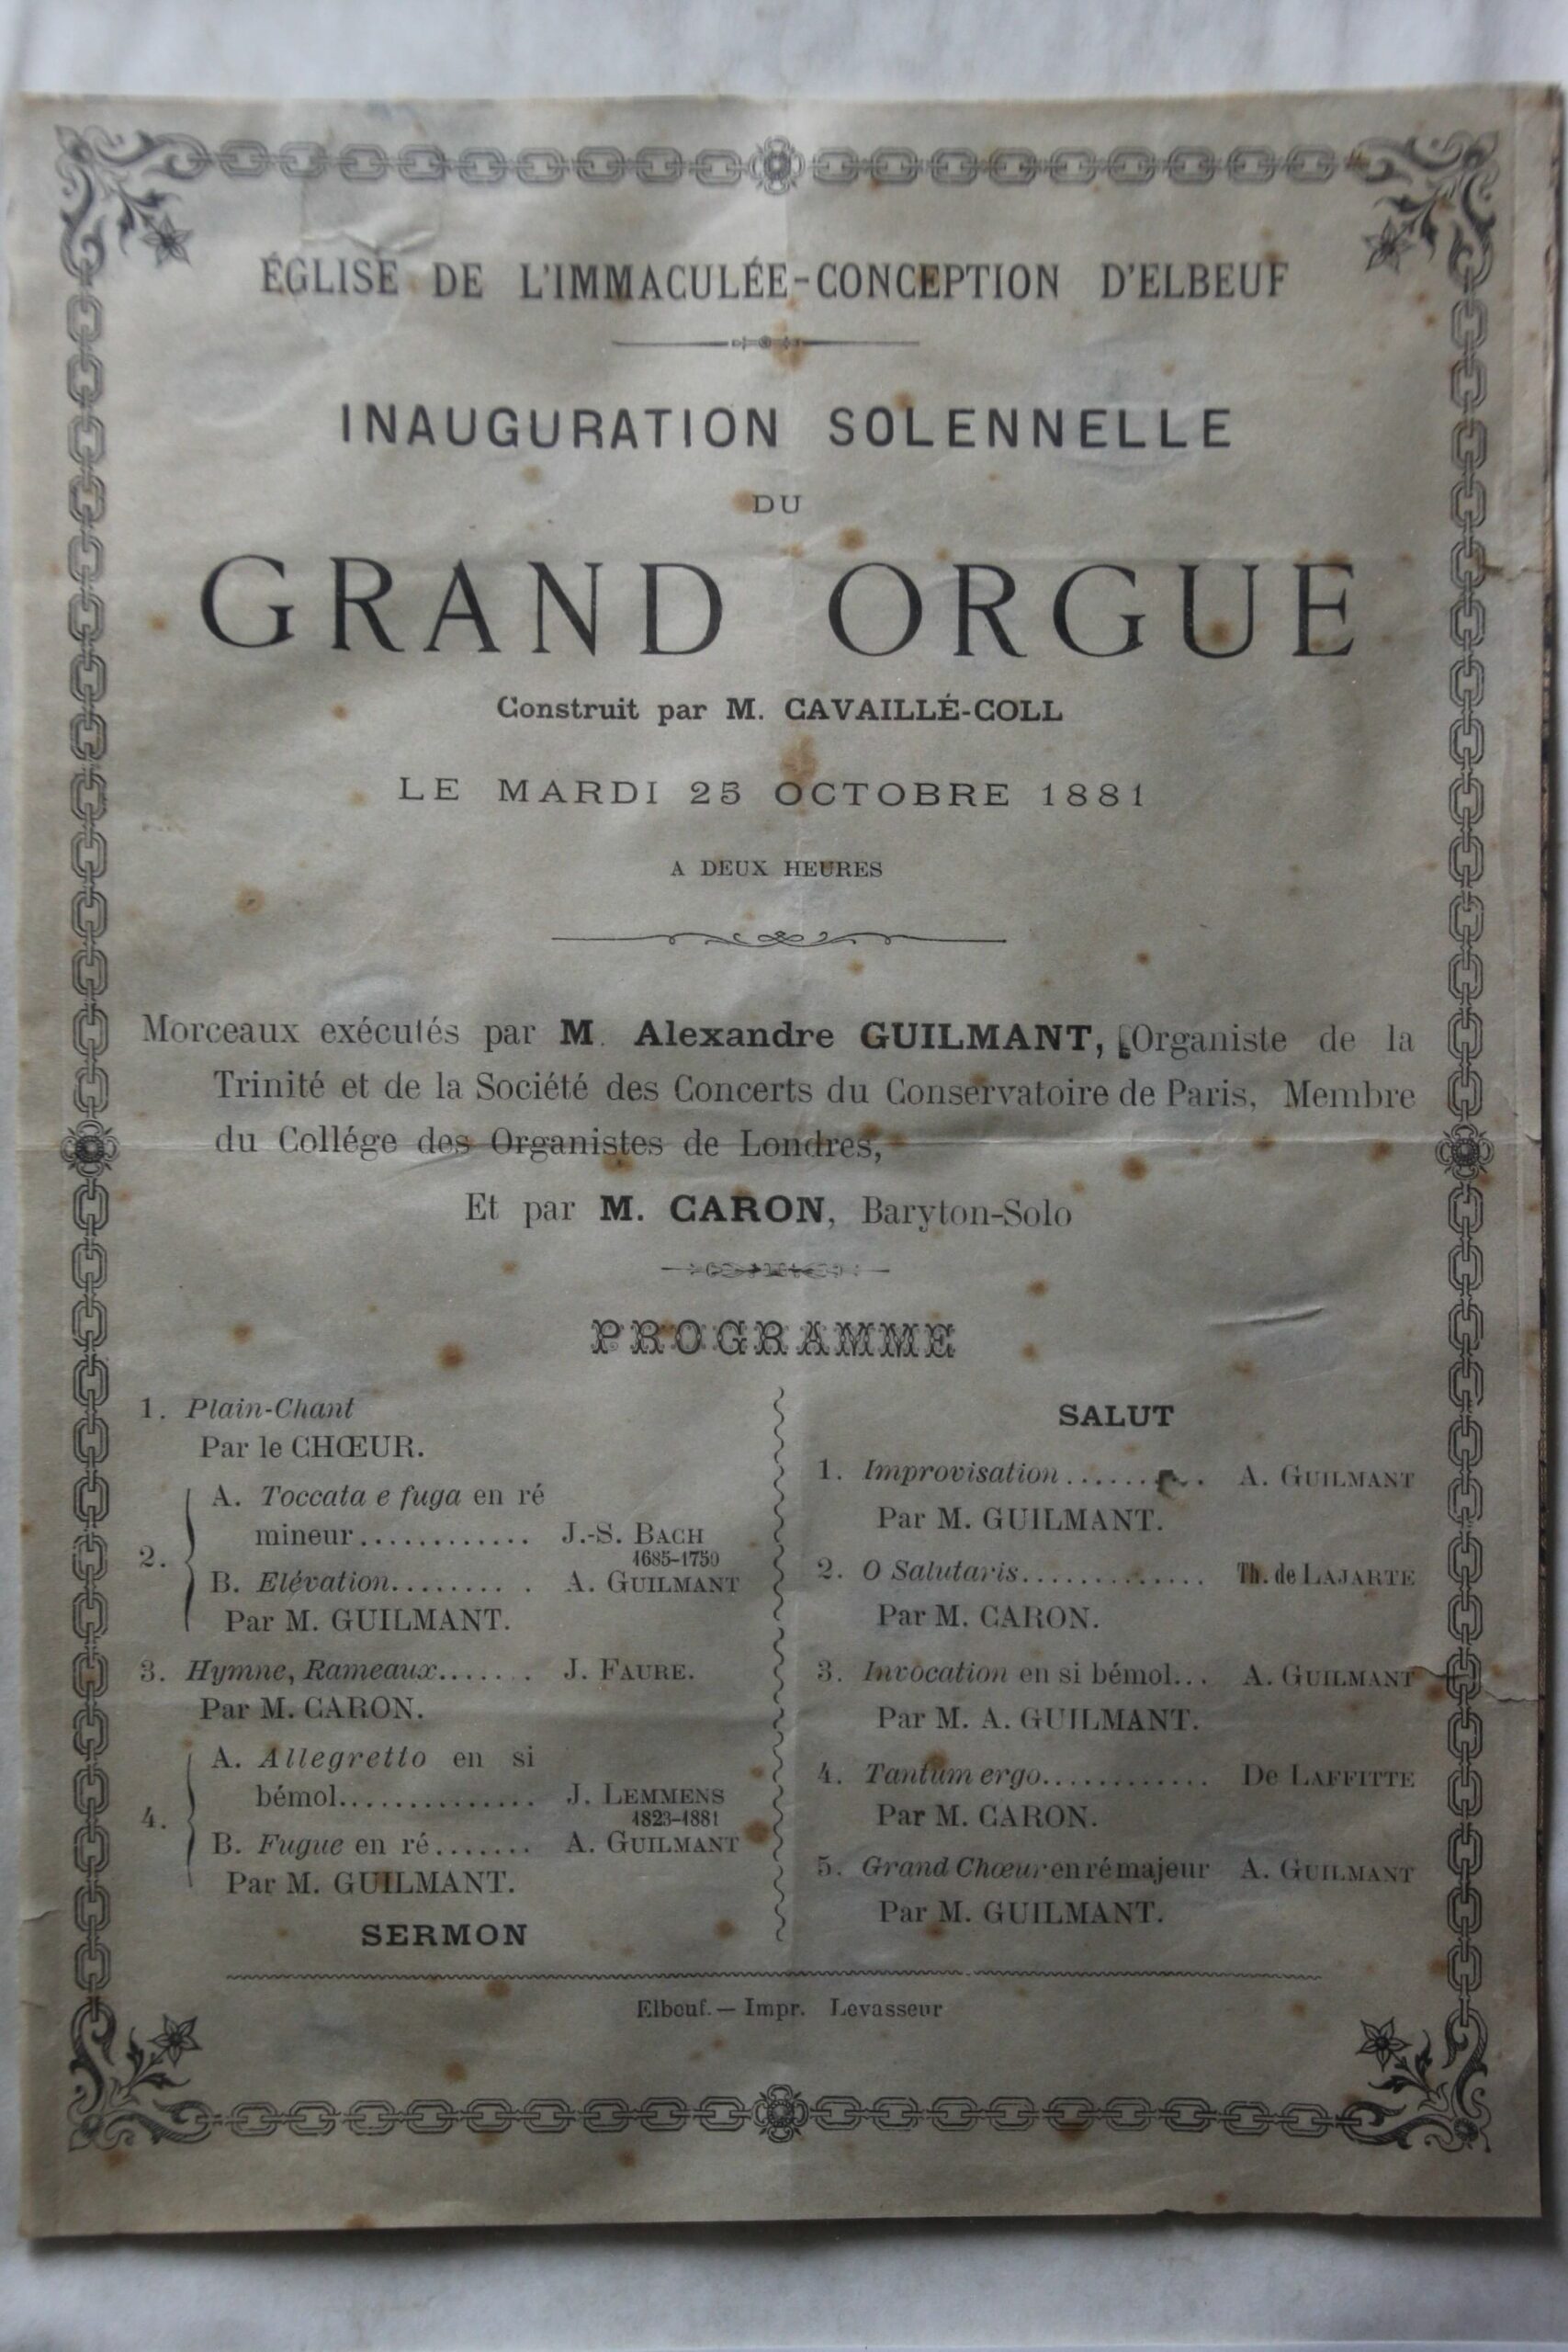 ÉGLISE DE L'IMMACULÉE-CONCEPTION D'ELBEUF
INAUGURATION SOLENNELLE
DU
GRAND ORGUE
Construit par M. CAVAILLÉ-COLL
LE MARDI 25 OCTOBRE 1881
A DEUX HEURES
Morceaux exécutés par M. Alexandre GUILMANT, Organiste de la
Trinité et de la Société des Concerts du Conservatoire de Paris, Membre
du Collége des Organistes de Londres,
Et par M. CARON, Baryton-Solo
PROGRAMME
1. Plain-Chant
Par le CHŒUR.
2.
A. Toccata e fuga en ré
mineur............ J.-S. BACH
1685-1750
B. Elévation......... A. GUILMANT
Par M. GUILMANT.
3. Hymne, Rameaux....... J. FAURE.
Par M. CARON.
4.
A. Allegretto en si
bémol.............. J. LEMMENS
1823-1881
B. Fugue en ré....... A. GUILMANT
Par M. GUILMANT.
SERMON
SALUT
1. Improvisation......... A. GUILMANT
Par M. GUILMANT.
2. O Salutaris............. Th. de LAJARTE
Par M. CARON.
3. Invocation en si bémol... A. GUILMANT
Par M. A. GUILMANT.
4. Tantum ergo............. De LAFFITTE
Par M. CARON.
5. Grand Chœur en ré majeur A. GUILMANT
Par M. GUILMANT.
Elbeuf. — Impr. Levasseur